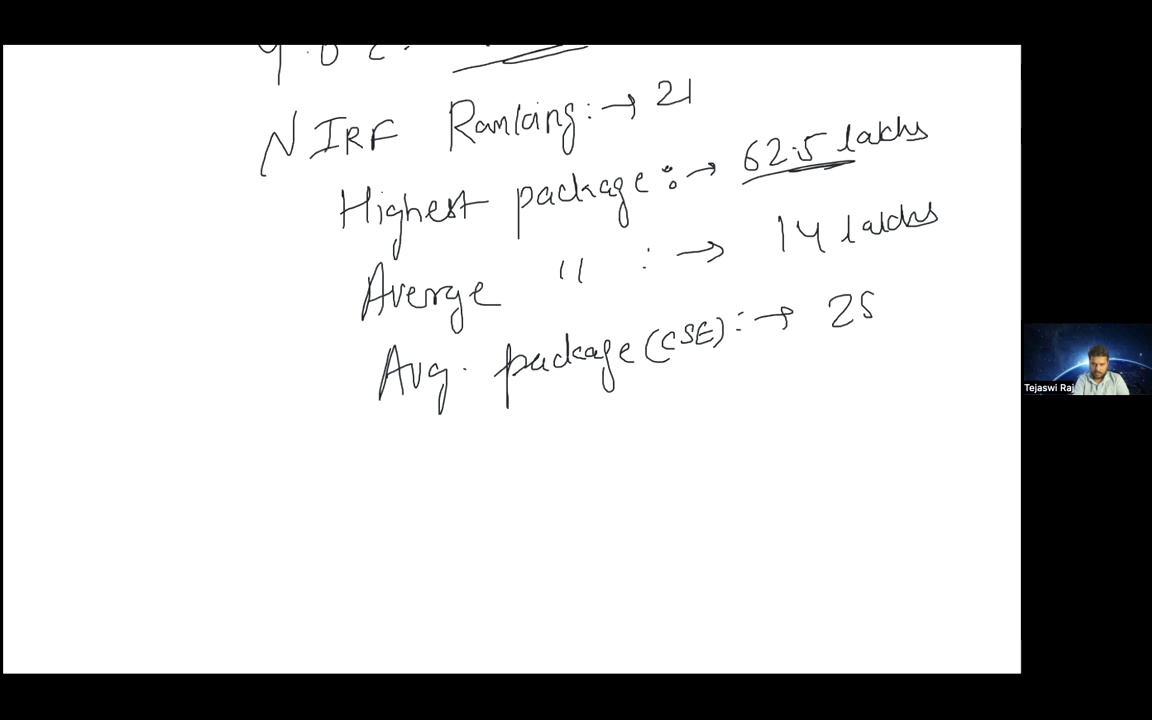 NIRF Ranking :→ 21
Highest package :→ 62.5 lakhs
Averge " :→ 14 lakhs
Avg. package (CSE) :→ 25
Tejaswi Raj